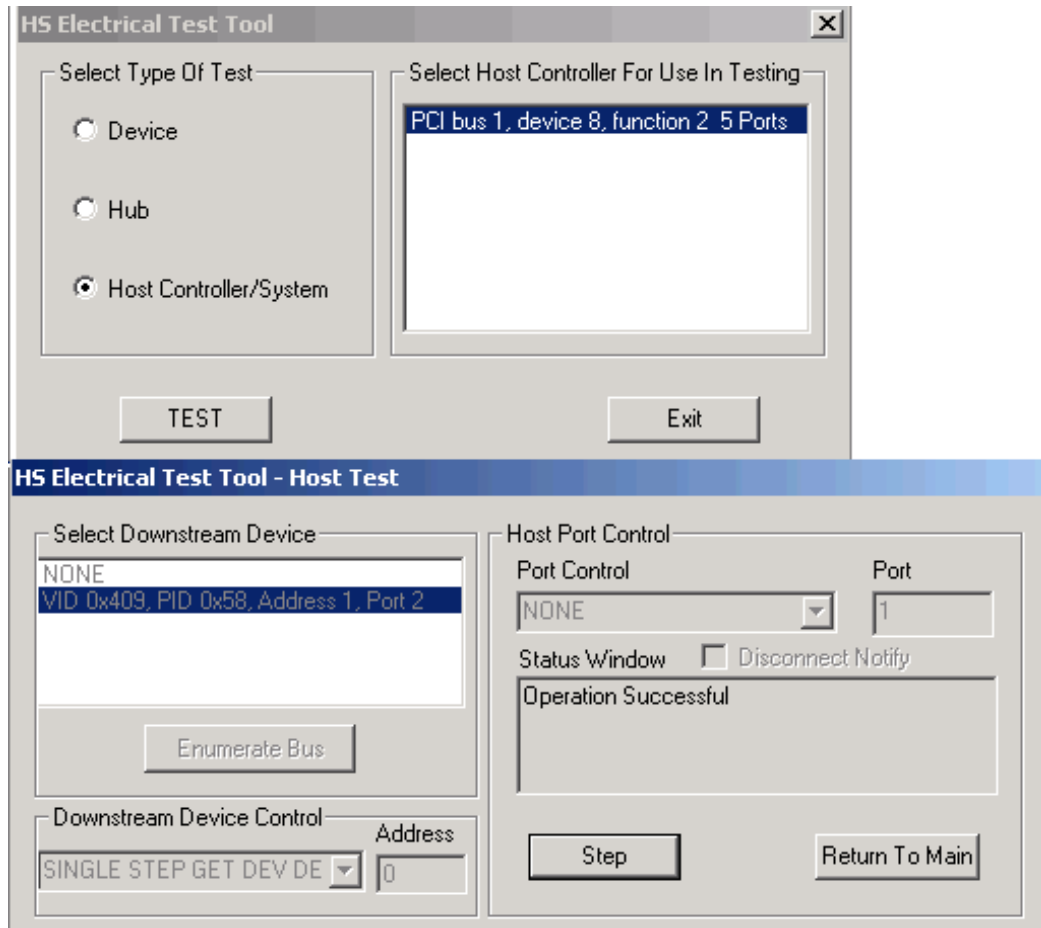 HS Electrical Test Tool
Select Type Of Test
Device
Hub
Host Controller/System
Select Host Controller For Use In Testing
PCI bus 1, device 8, function 2 5 Ports
TEST
Exit
HS Electrical Test Tool - Host Test
Select Downstream Device
NONE
VID 0x409, PID 0x58, Address 1, Port 2
Enumerate Bus
Downstream Device Control
Address
SINGLE STEP GET DEV DE
0
Host Port Control
Port Control
Port
NONE
1
Status Window
Disconnect Notify
Operation Successful
Step
Return To Main